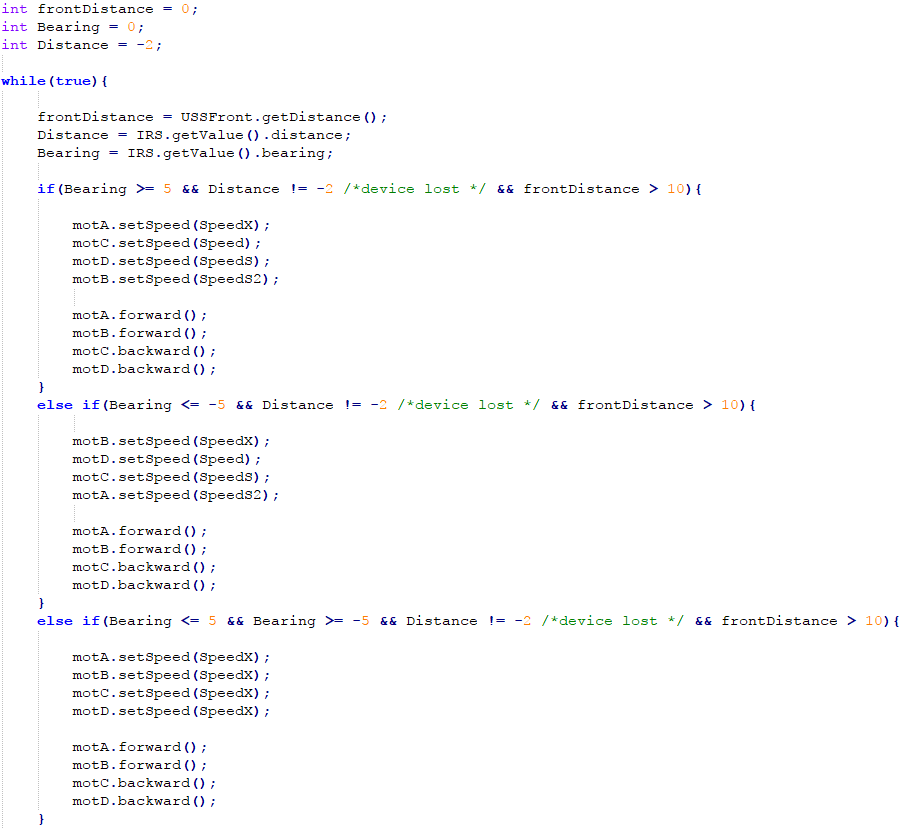 int frontDistance = 0;
int Bearing = 0;
int Distance = -2;

while(true){

    frontDistance = USSFront.getDistance();
    Distance = IRS.getValue().distance;
    Bearing = IRS.getValue().bearing;

    if(Bearing >= 5 && Distance != -2 /*device lost */ && frontDistance > 10){

        motA.setSpeed(SpeedX);
        motC.setSpeed(Speed);
        motD.setSpeed(SpeedS);
        motB.setSpeed(SpeedS2);

        motA.forward();
        motB.forward();
        motC.backward();
        motD.backward();
    }
    else if(Bearing <= -5 && Distance != -2 /*device lost */ && frontDistance > 10){

        motB.setSpeed(SpeedX);
        motD.setSpeed(Speed);
        motC.setSpeed(SpeedS);
        motA.setSpeed(SpeedS2);

        motA.forward();
        motB.forward();
        motC.backward();
        motD.backward();
    }
    else if(Bearing <= 5 && Bearing >= -5 && Distance != -2 /*device lost */ && frontDistance > 10){

        motA.setSpeed(SpeedX);
        motB.setSpeed(SpeedX);
        motC.setSpeed(SpeedX);
        motD.setSpeed(SpeedX);

        motA.forward();
        motB.forward();
        motC.backward();
        motD.backward();
    }